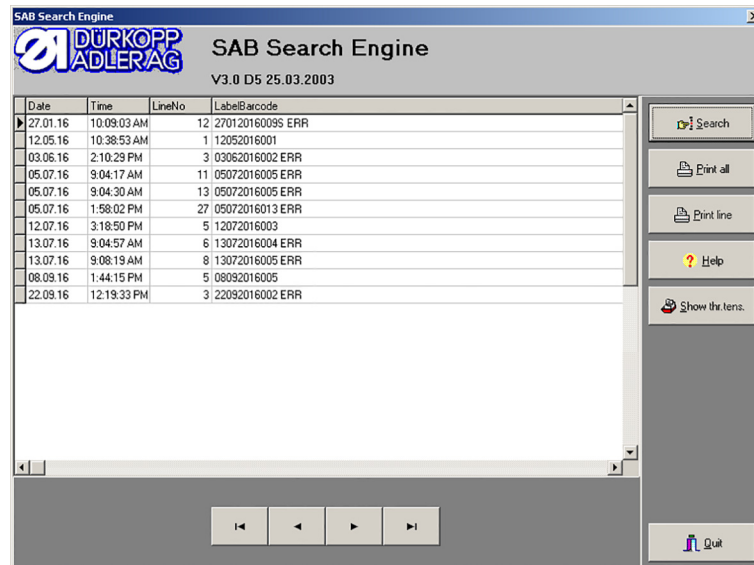 SAB Search Engine
DÜRKOPP
ADLER AG
SAB Search Engine
V3.0 D5 25.03.2003
Date Time LineNo LabelBarcode
27.01.16 10:09:03 AM 12 27012016009S ERR
12.05.16 10:38:53 AM 1 12052016001
03.06.16 2:10:29 PM 3 03062016002 ERR
05.07.16 9:04:17 AM 11 05072016005 ERR
05.07.16 9:04:30 AM 13 05072016005 ERR
05.07.16 1:58:02 PM 27 05072016013 ERR
12.07.16 3:18:50 PM 5 12072016003
13.07.16 9:04:57 AM 6 13072016004 ERR
13.07.16 9:08:19 AM 8 13072016005 ERR
08.09.16 1:44:15 PM 5 08092016005
22.09.16 12:19:33 PM 3 22092016002 ERR
Search
Print all
Print line
Help
Show thr.tens.
Quit